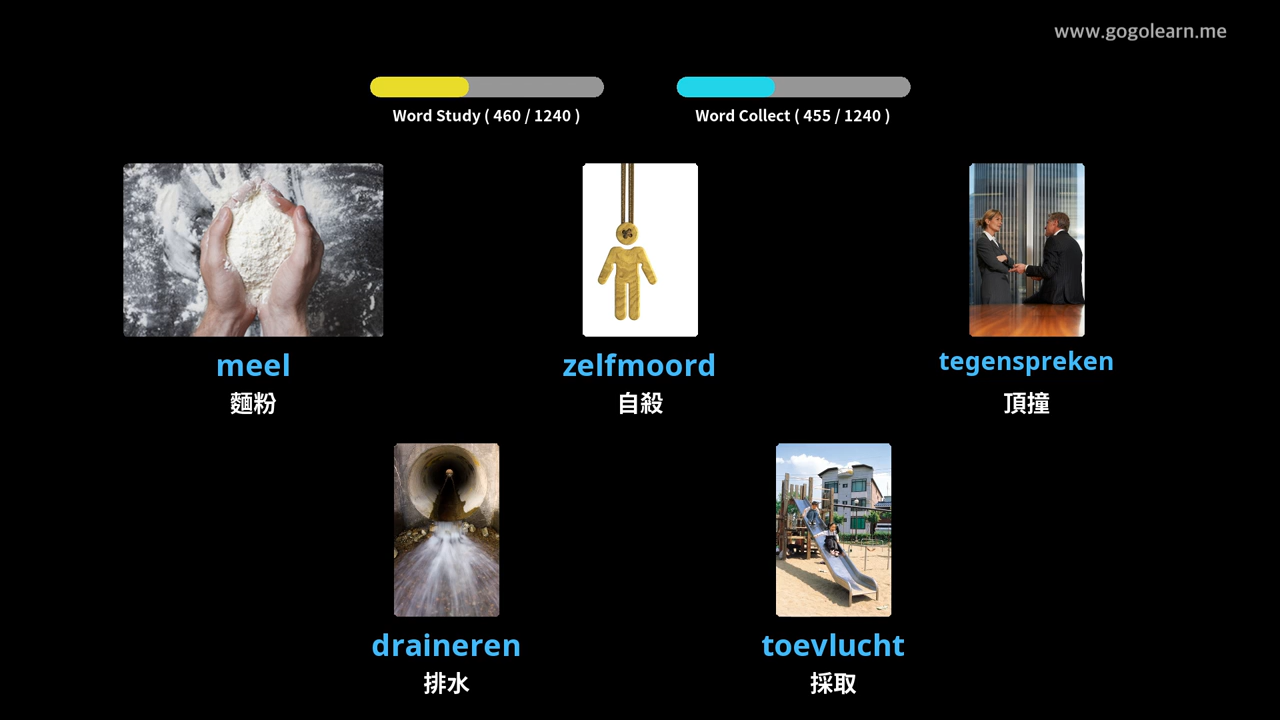 www.gogolearn.me
Word Study ( 460 / 1240 )
Word Collect ( 455 / 1240 )
meel
麵粉
zelfmoord
自殺
tegenspreken
頂撞
draineren
排水
toevlucht
採取